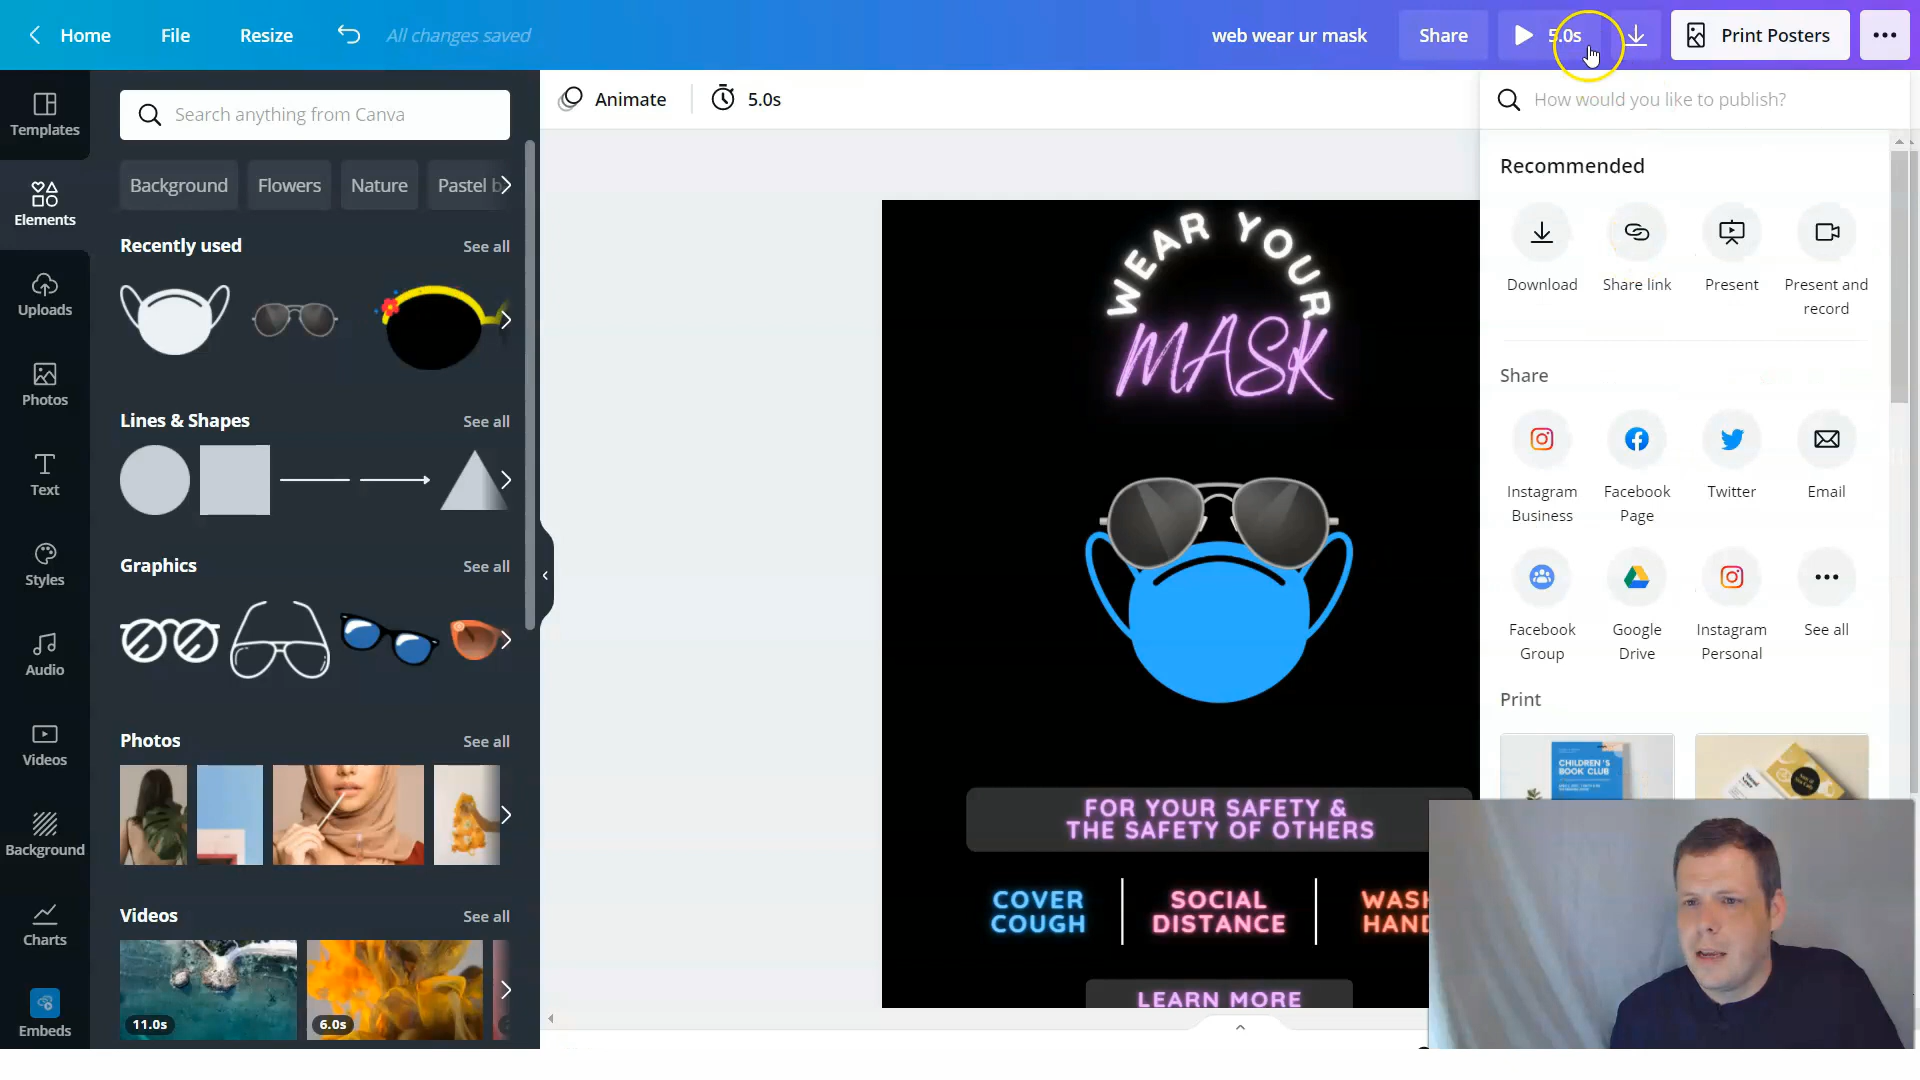 Home
File
Resize
All changes saved
web wear ur mask
Share
5.0s
Print Posters
Templates
Elements
Uploads
Photos
Text
Styles
Audio
Videos
Background
Charts
Embeds
Search anything from Canva
Background
Flowers
Nature
Pastel b
Recently used
See all
Lines & Shapes
See all
Graphics
See all
Photos
See all
Videos
See all
11.0s
6.0s
Animate
5.0s
WEAR YOUR
MASK
FOR YOUR SAFETY &
THE SAFETY OF OTHERS
COVER
COUGH
SOCIAL
DISTANCE
WASH
HAND
LEARN MORE
How would you like to publish?
Recommended
Download
Share link
Present
Present and
record
Share
Instagram
Business
Facebook
Page
Twitter
Email
Facebook
Group
Google
Drive
Instagram
Personal
See all
Print
CHILDREN'S
BOOK CLUB